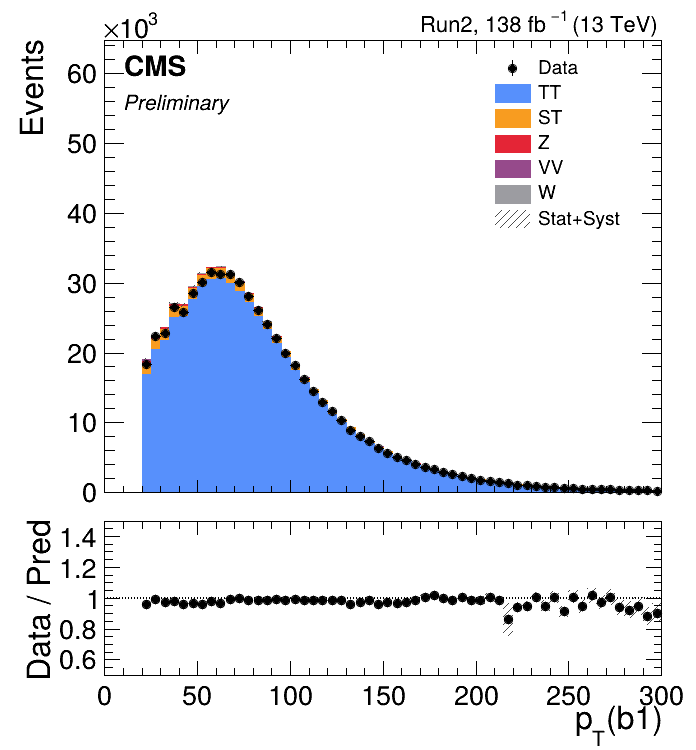 ×10³
Run2, 138 fb⁻¹ (13 TeV)
Events
CMS
Preliminary
Data
TT
ST
Z
VV
W
Stat+Syst
60
50
40
30
20
10
0
Data / Pred
1.4
1.2
1
0.8
0.6
0 50 100 150 200 250 300
p_T(b1)